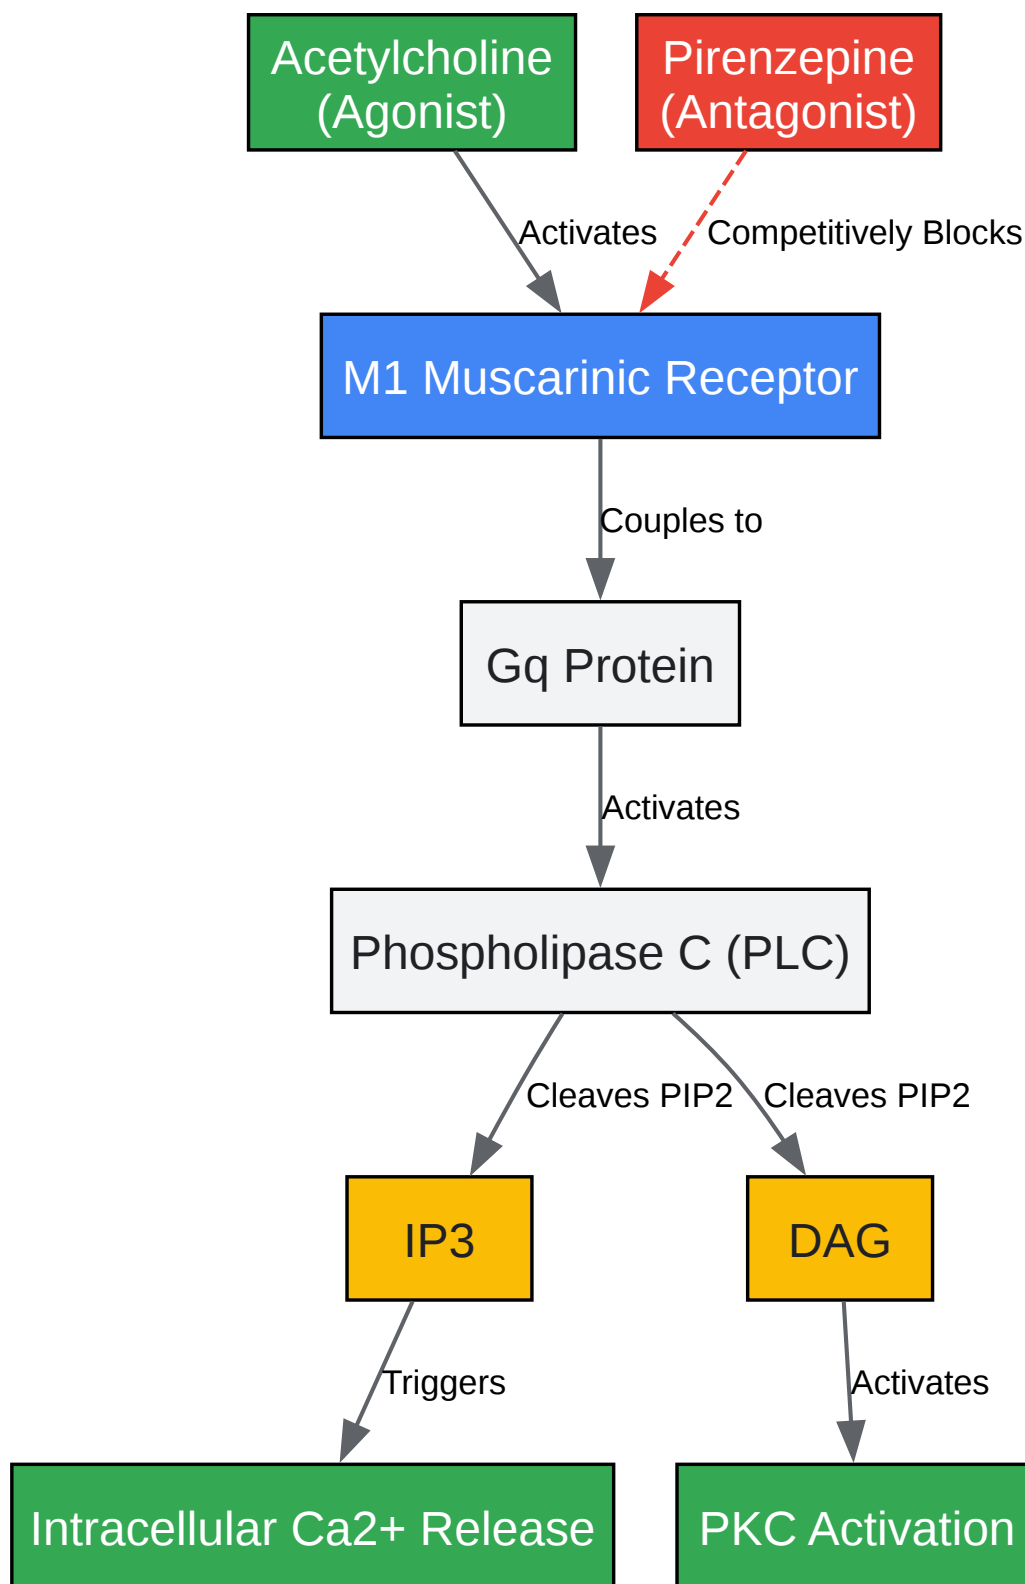 Acetylcholine
(Agonist)
Pirenzepine
(Antagonist)
Activates
Competitively Blocks
M1 Muscarinic Receptor
Couples to
Gq Protein
Activates
Phospholipase C (PLC)
Cleaves PIP2
Cleaves PIP2
IP3
DAG
Triggers
Activates
Intracellular Ca2+ Release
PKC Activation